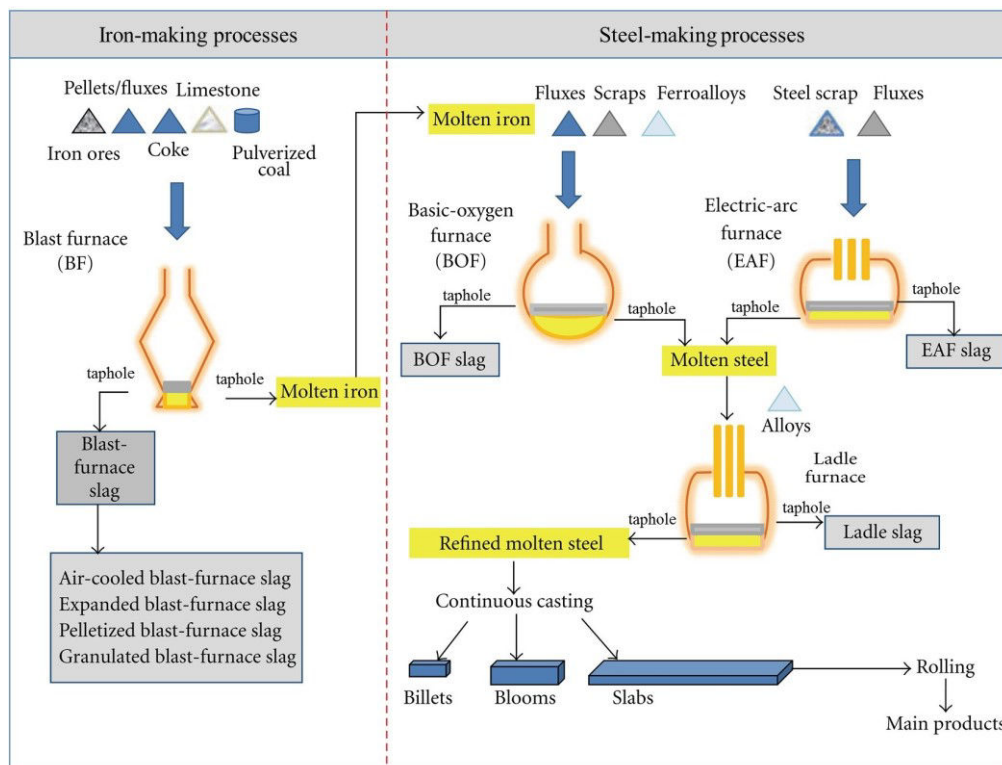 Iron-making processes
Steel-making processes
Pellets/fluxes
Limestone
Iron ores
Coke
Pulverized
coal
Blast furnace
(BF)
taphole
taphole
Molten iron
Blast-
furnace
slag
Air-cooled blast-furnace slag
Expanded blast-furnace slag
Pelletized blast-furnace slag
Granulated blast-furnace slag
Molten iron
Fluxes
Scraps
Ferroalloys
Steel scrap
Fluxes
Basic-oxygen
furnace
(BOF)
Electric-arc
furnace
(EAF)
taphole
taphole
taphole
taphole
BOF slag
Molten steel
EAF slag
Alloys
Ladle
furnace
taphole
taphole
Refined molten steel
Ladle slag
Continuous casting
Billets
Blooms
Slabs
Rolling
Main products